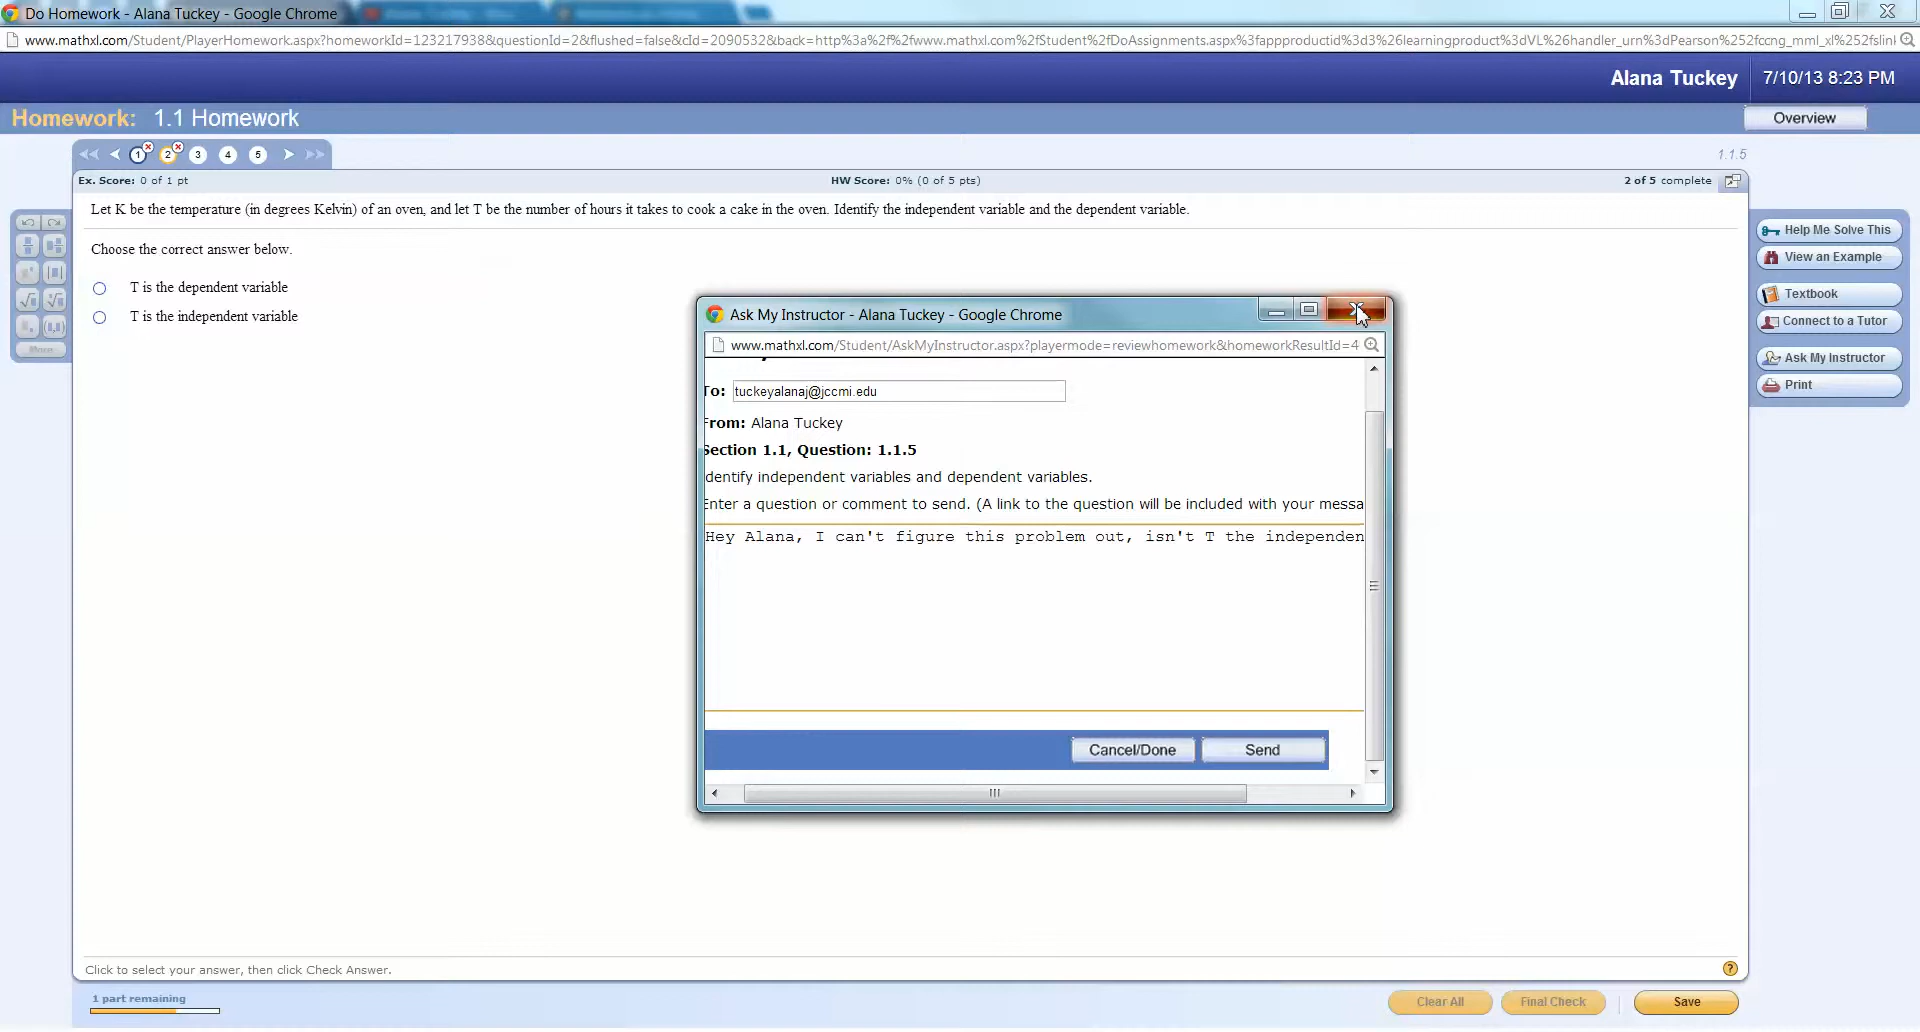 Do Homework - Alana Tuckey - Google Chrome
www.mathxl.com/Student/PlayerHomework.aspx?homeworkId=123217938&questionId=2&flushed=false&cId=2090532&back=http%3a%2f%2fwww.mathxl.com%2fStudent%2fDoAssignments.aspx%3fappproductid%3d3%26learningproduct%3dVL%26handler_urn%3dPearson%252fccng_mml_xl%252fslinl
Alana Tuckey 7/10/13 8:23 PM
Homework: 1.1 Homework
Overview
1 2 3 4 5
1.1.5
Ex. Score: 0 of 1 pt
HW Score: 0% (0 of 5 pts)
2 of 5 complete
Let K be the temperature (in degrees Kelvin) of an oven, and let T be the number of hours it takes to cook a cake in the oven. Identify the independent variable and the dependent variable.
Choose the correct answer below.
T is the dependent variable
T is the independent variable
More
Help Me Solve This
View an Example
Textbook
Connect to a Tutor
Ask My Instructor
Print
Ask My Instructor - Alana Tuckey - Google Chrome
www.mathxl.com/Student/AskMyInstructor.aspx?playermode=reviewhomework&homeworkResultId=4
To: tuckeyalanaj@jccmi.edu
From: Alana Tuckey
Section 1.1, Question: 1.1.5
dentify independent variables and dependent variables.
Enter a question or comment to send. (A link to the question will be included with your messa
Hey Alana, I can't figure this problem out, isn't T the independen
Cancel/Done
Send
Click to select your answer, then click Check Answer.
?
1 part remaining
Clear All
Final Check
Save